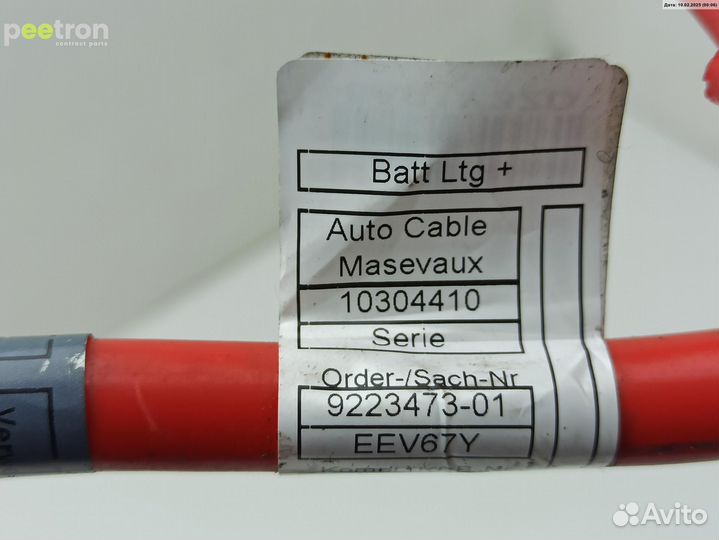 Дата: 10.02.2025 (00:06)
peetron
contract parts
Batt Ltg +
Auto Cable
Masevaux
10304410
Serie
Order-/Sach-Nr
9223473-01
EEV67Y
Avito